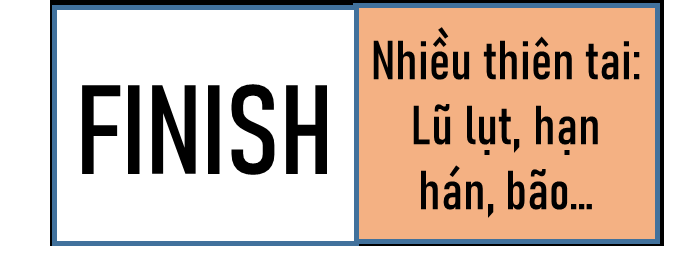 FINISH
Nhiều thiên tai:
Lũ lụt, hạn
hán, bão...